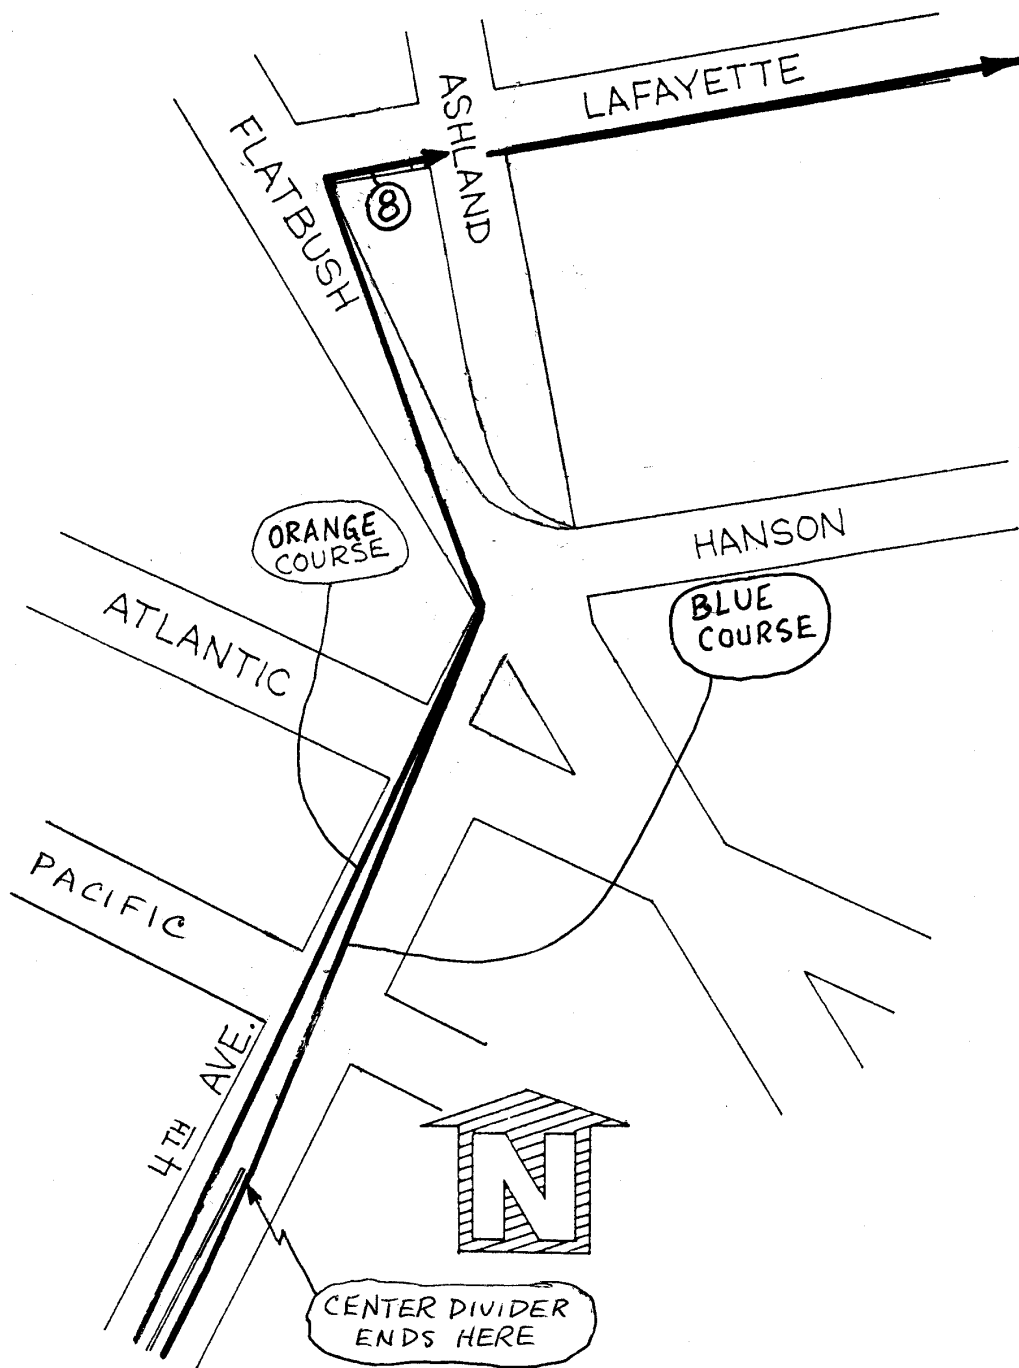 LAFAYETTE
ASHLAND
FLATBUSH
8
ORANGE
COURSE
HANSON
BLUE
COURSE
ATLANTIC
PACIFIC
4TH AVE.
N
CENTER DIVIDER
ENDS HERE